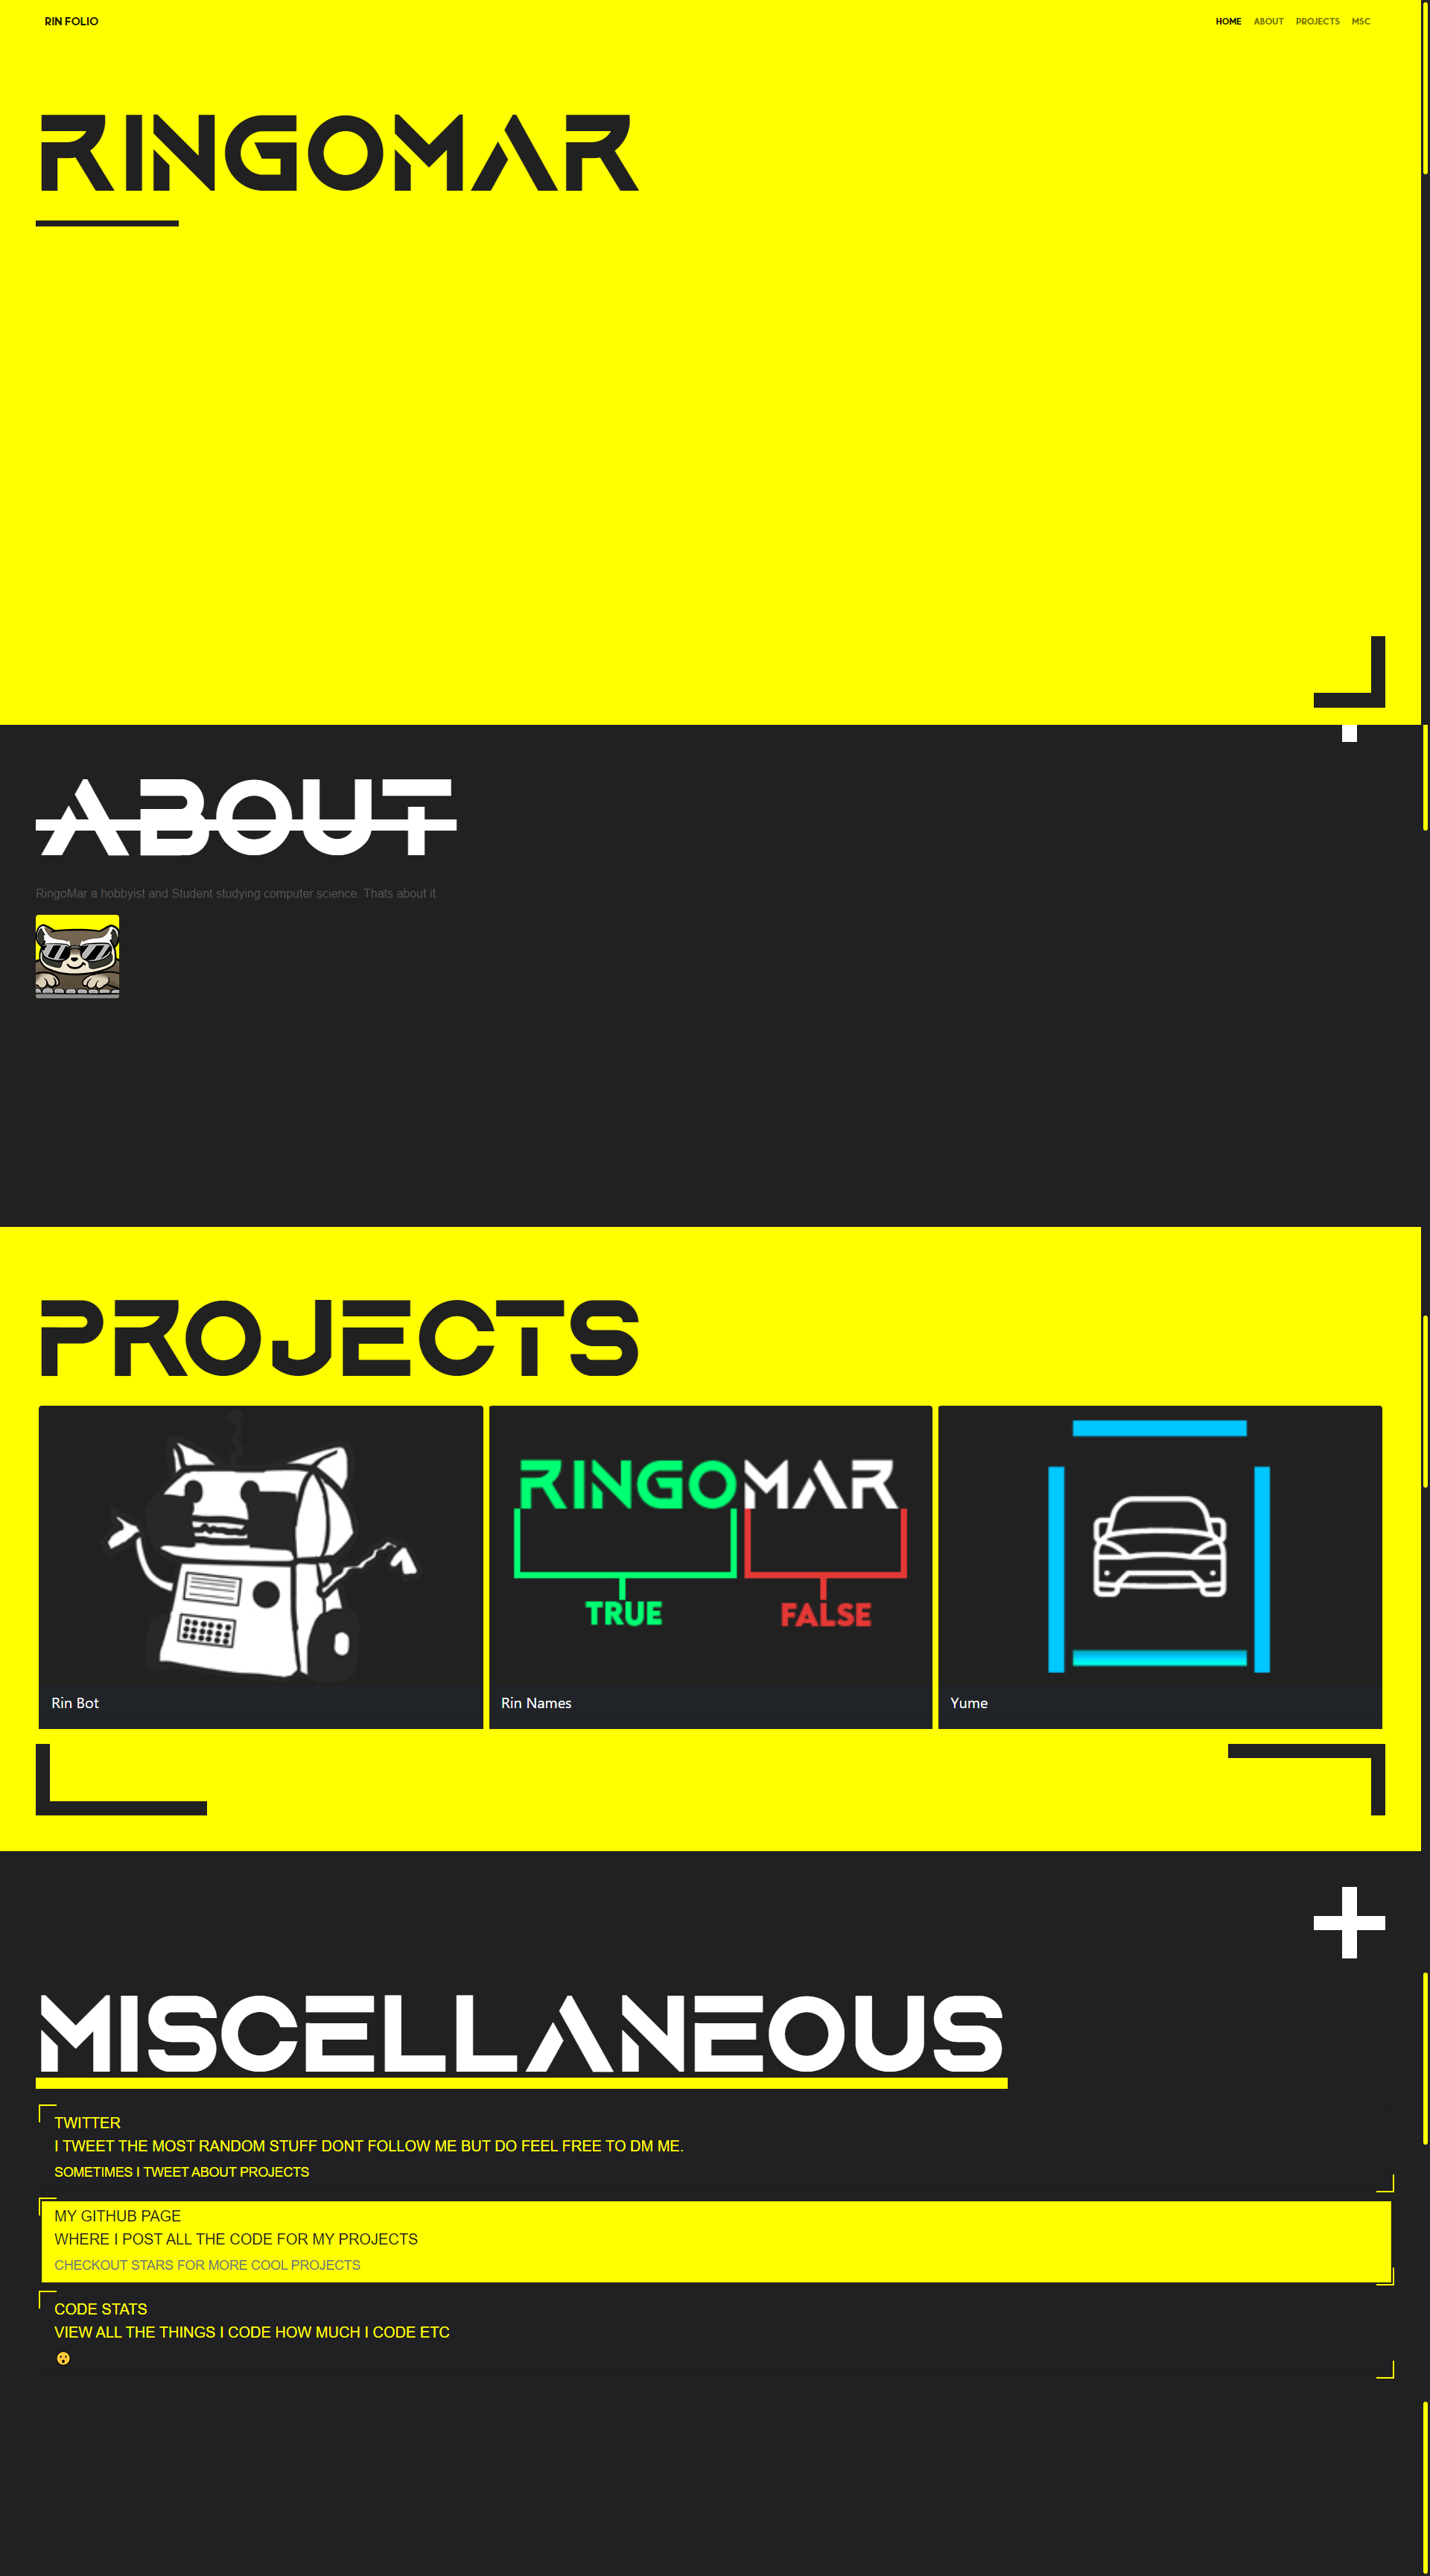 RIN FOLIO
HOME ABOUT PROJECTS MSC
RINGOMAR
ABOUT
RingoMar a hobbyist and Student studying computer science. Thats about it.
PROJECTS
RINGOMAR
TRUE FALSE
Rin Bot
Rin Names
Yume
MISCELLANEOUS
TWITTER
I TWEET THE MOST RANDOM STUFF DONT FOLLOW ME BUT DO FEEL FREE TO DM ME.
SOMETIMES I TWEET ABOUT PROJECTS
MY GITHUB PAGE
WHERE I POST ALL THE CODE FOR MY PROJECTS
CHECKOUT STARS FOR MORE COOL PROJECTS
CODE STATS
VIEW ALL THE THINGS I CODE HOW MUCH I CODE ETC
😮